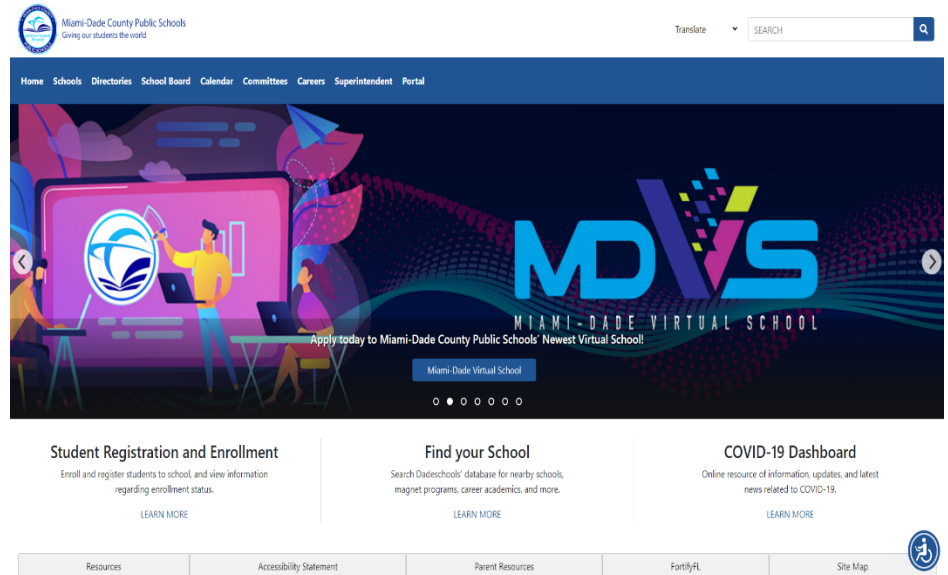 Miami-Dade County Public Schools
Giving our students the world
Translate
SEARCH
Home Schools Directories School Board Calendar Committees Careers Superintendent Portal
MDVS
MIAMI-DADE VIRTUAL SCHOOL
Apply today to Miami-Dade County Public Schools' Newest Virtual School!
Miami-Dade Virtual School
Student Registration and Enrollment
Enroll and register students to school, and view information
regarding enrollment status.
LEARN MORE
Find your School
Search Dadeschools' database for nearby schools,
magnet programs, career academics, and more.
LEARN MORE
COVID-19 Dashboard
Online resource of information, updates, and latest
news related to COVID-19.
LEARN MORE
Resources Accessibility Statement Parent Resources FortifyFL Site Map